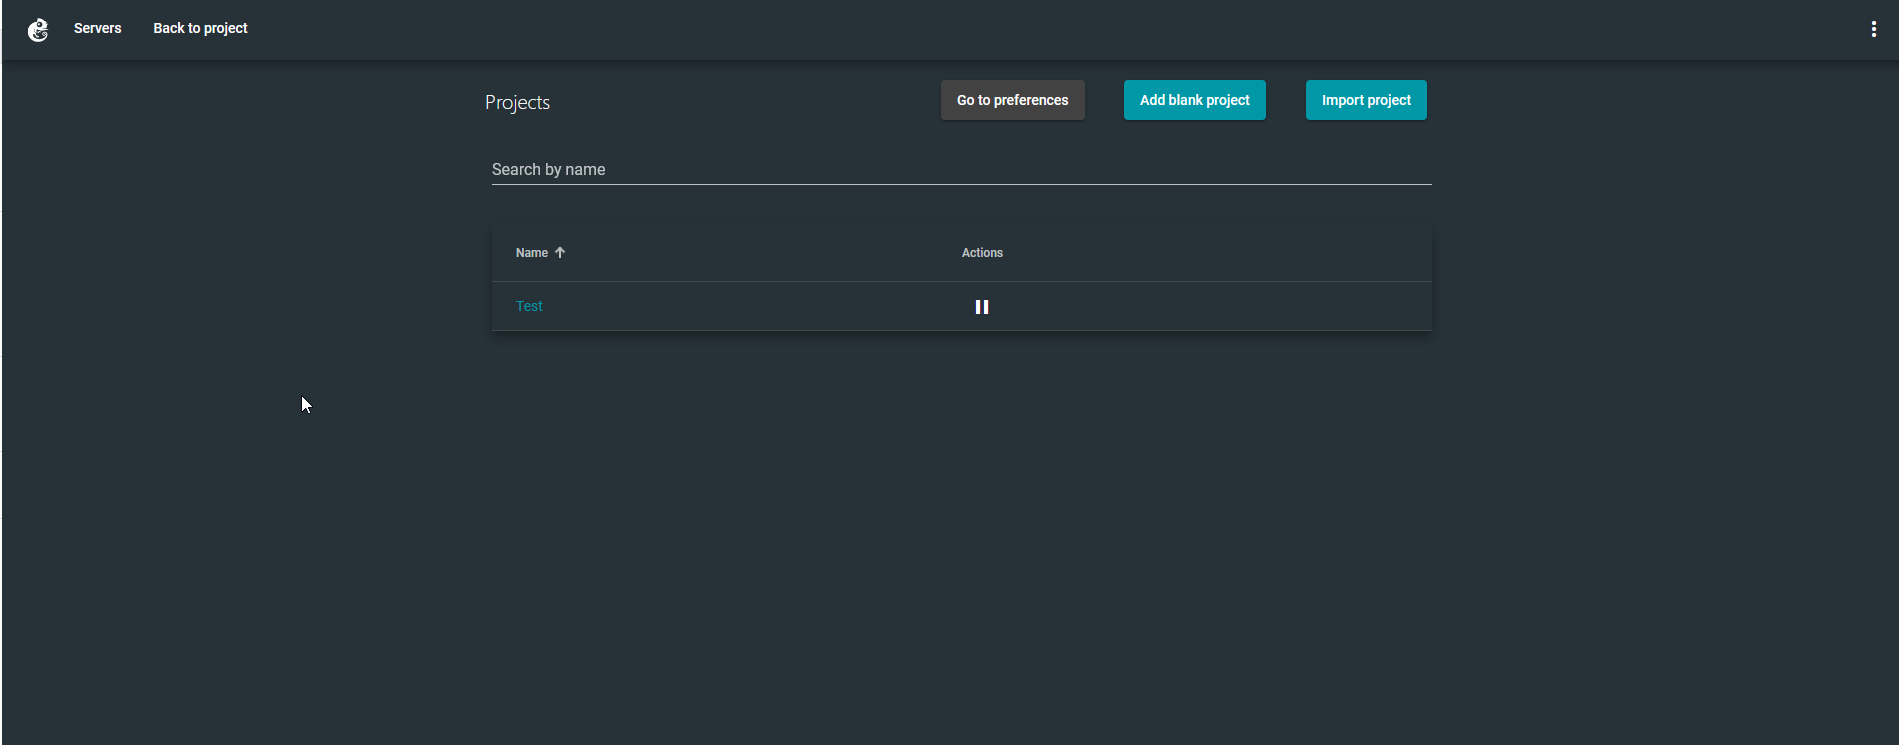 Servers Back to project
Projects Go to preferences Add blank project Import project
Search by name
Name Actions
Test